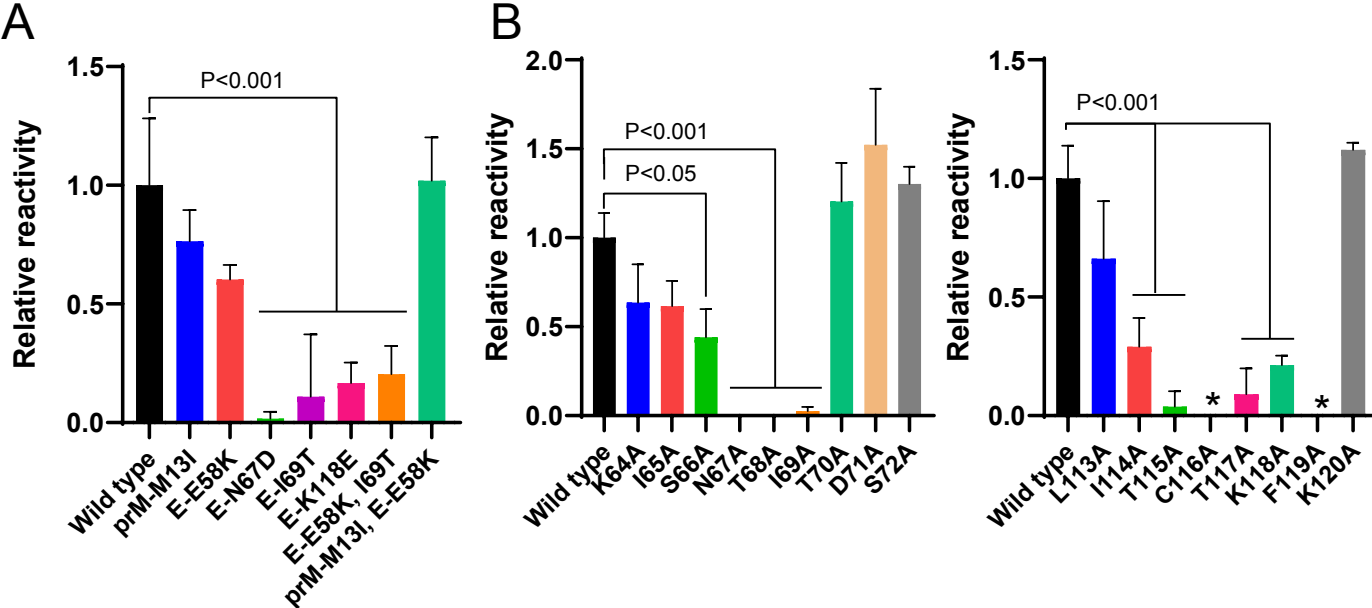 A
Relative reactivity
1.5
1.0
0.5
0.0
P<0.001
Wild type
prM-M13I
E-E58K
E-N67D
E-I69T
E-K118E
E-E58K, I69T
prM-M13I, E-E58K
B
Relative reactivity
2.0
1.5
1.0
0.5
0.0
P<0.001
P<0.05
Wild type
K64A
I65A
S66A
N67A
T68A
I69A
T70A
D71A
S72A
Relative reactivity
1.5
1.0
0.5
0.0
P<0.001
*
*
Wild type
L113A
I114A
T115A
C116A
T117A
K118A
F119A
K120A